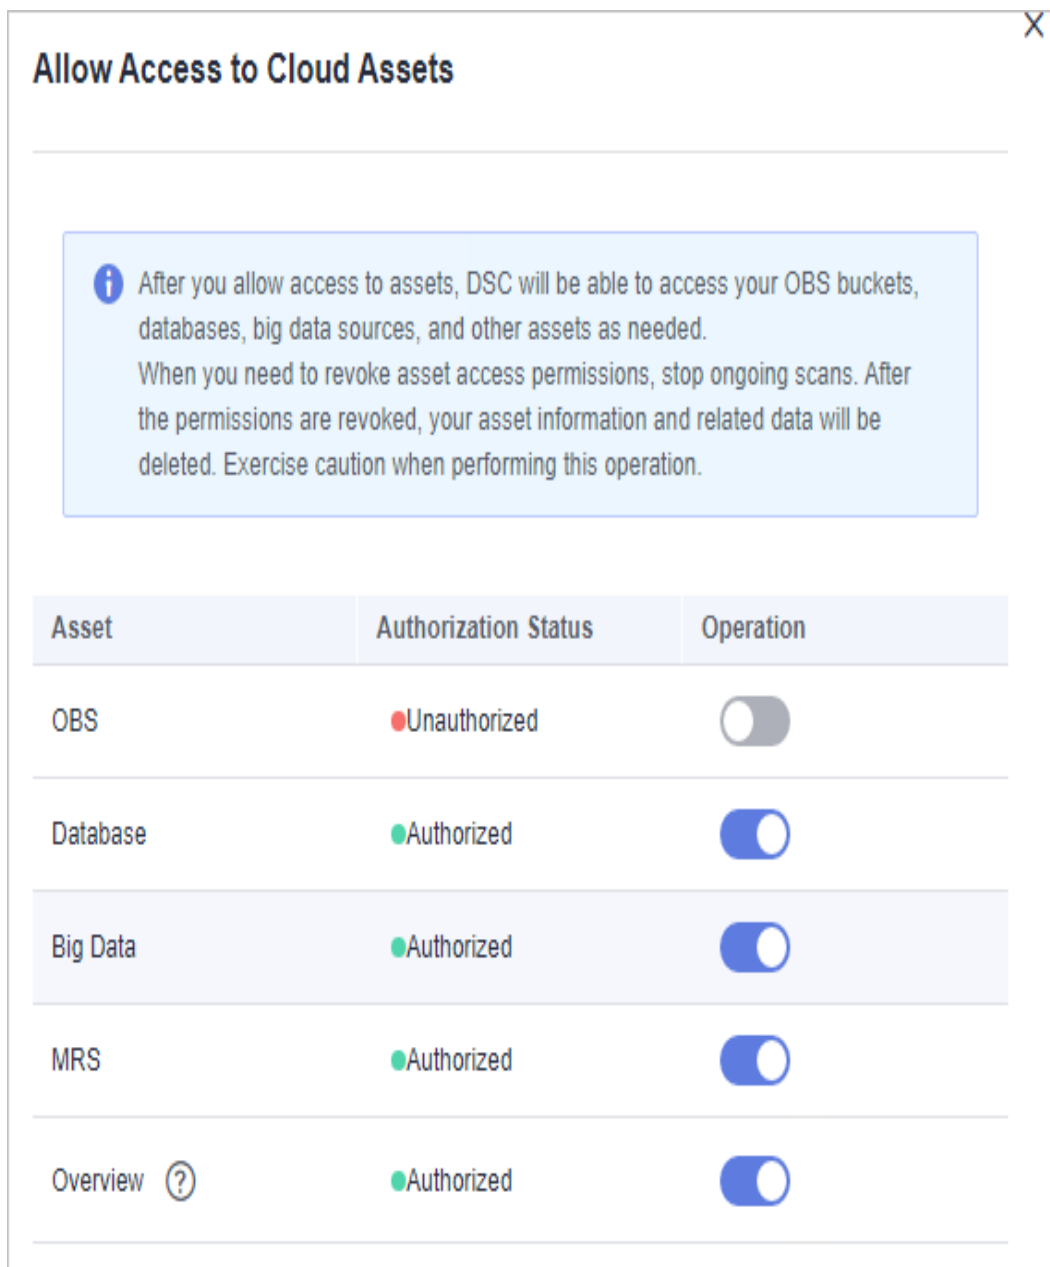 X
Allow Access to Cloud Assets
After you allow access to assets, DSC will be able to access your OBS buckets,
databases, big data sources, and other assets as needed.
When you need to revoke asset access permissions, stop ongoing scans. After
the permissions are revoked, your asset information and related data will be
deleted. Exercise caution when performing this operation.
Asset Authorization Status Operation
OBS Unauthorized
Database Authorized
Big Data Authorized
MRS Authorized
Overview ? Authorized